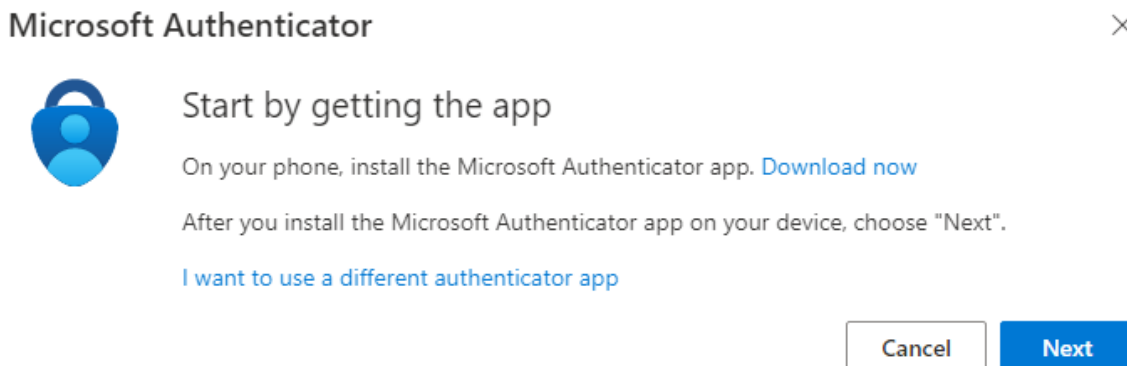 Microsoft Authenticator
Start by getting the app
On your phone, install the Microsoft Authenticator app. Download now
After you install the Microsoft Authenticator app on your device, choose "Next".
I want to use a different authenticator app
Cancel
Next